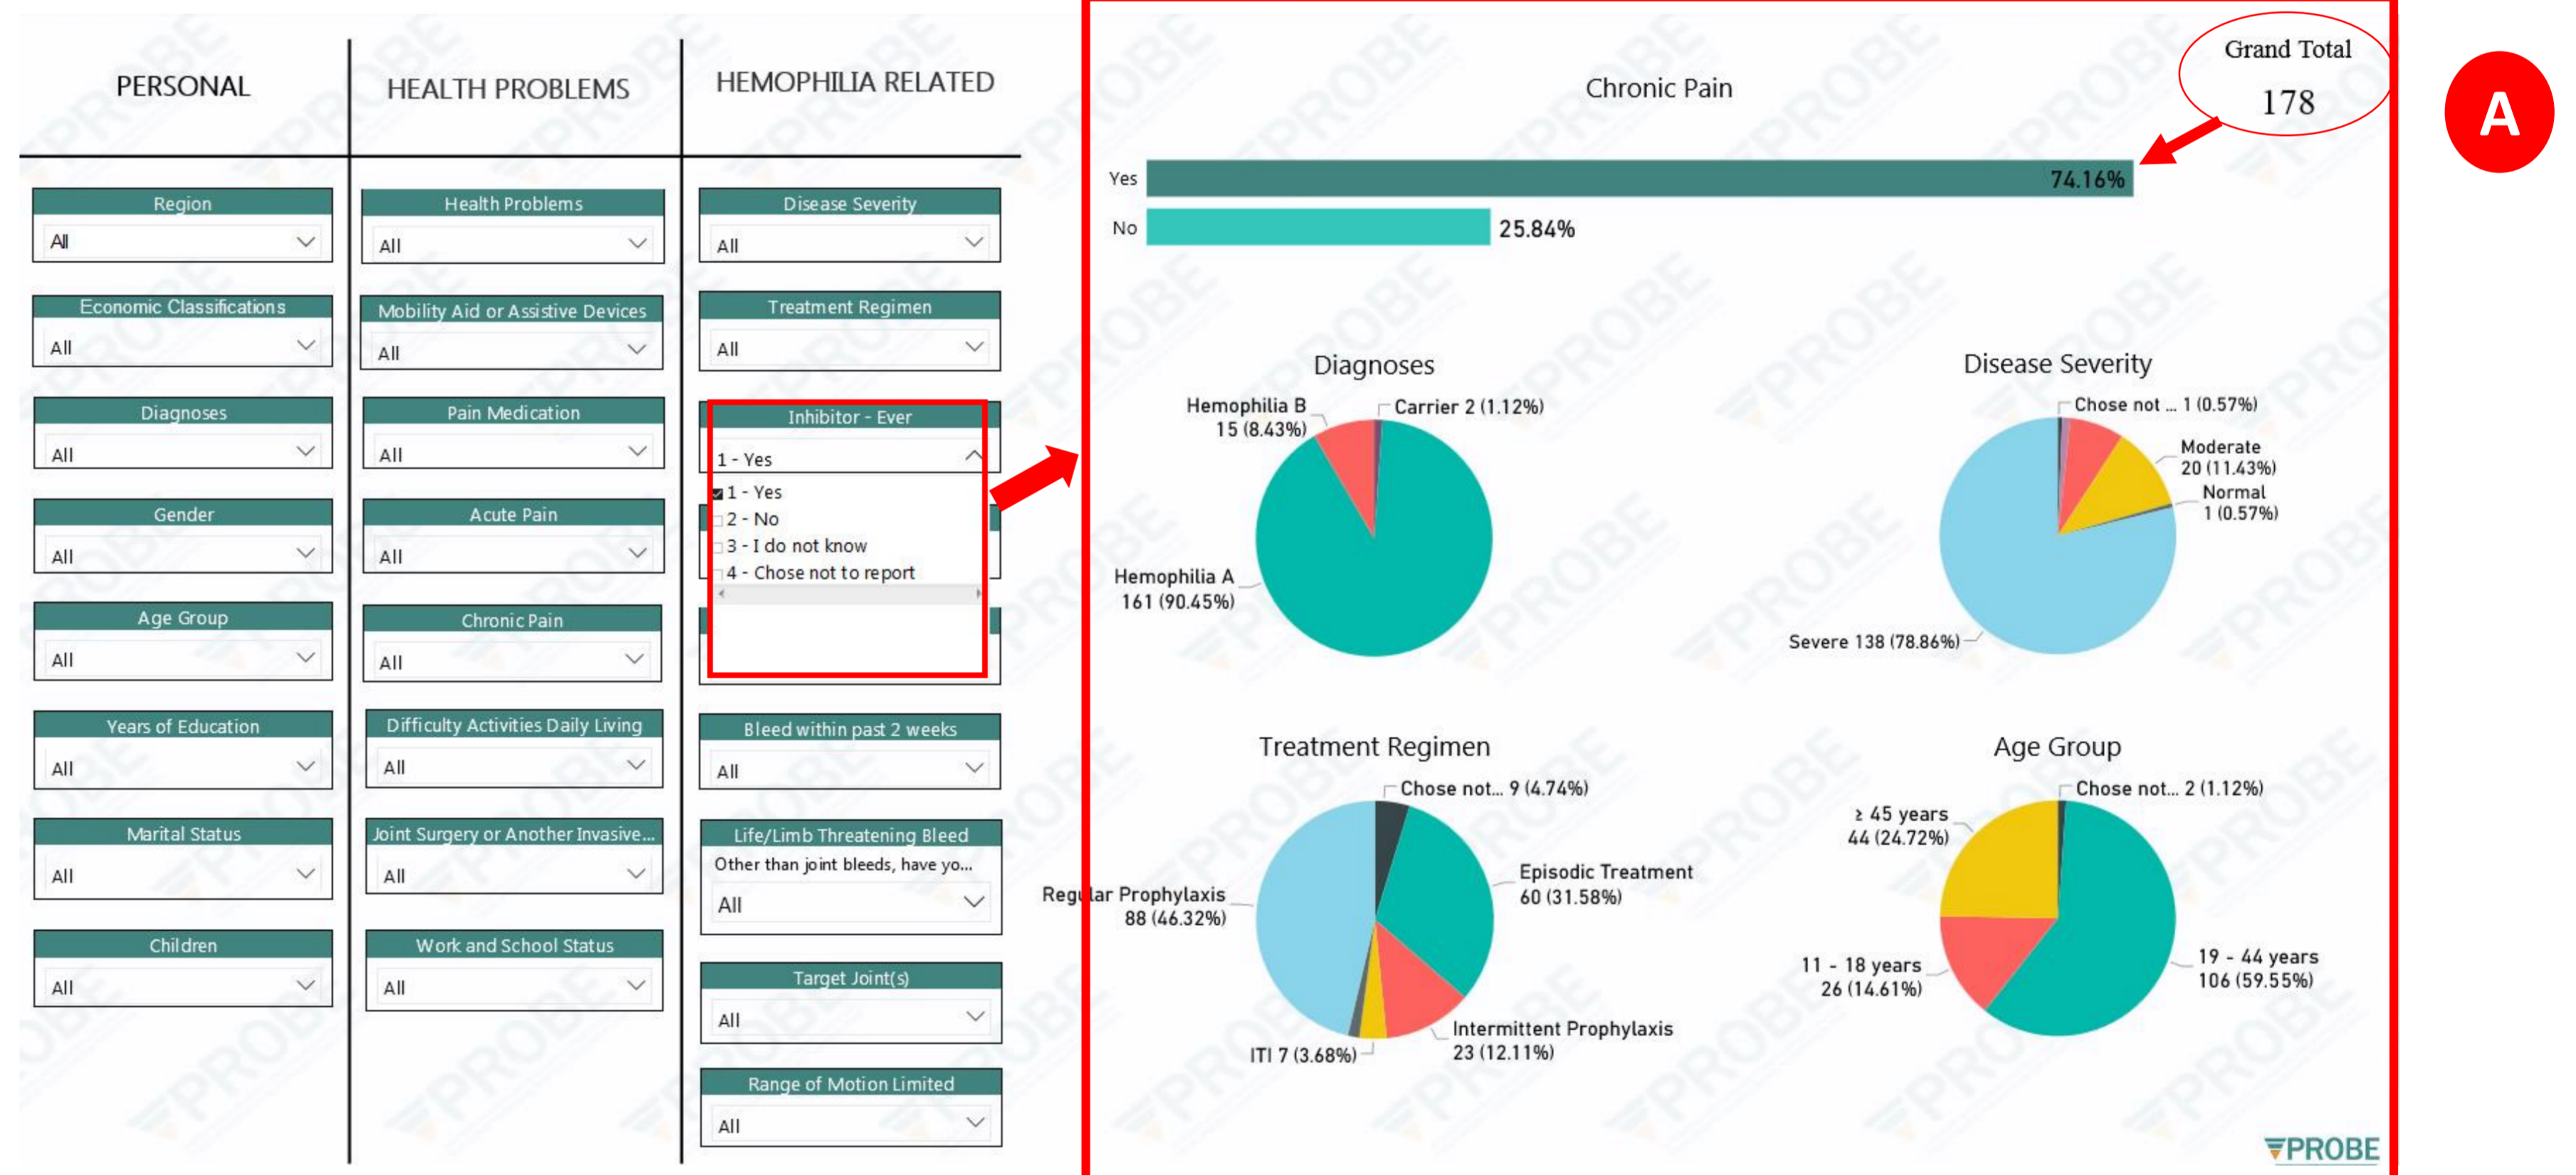 PERSONAL
Region
All
Economic Classifications
All
Diagnoses
All
Gender
All
Age Group
All
Years of Education
All
Marital Status
All
Children
All
HEALTH PROBLEMS
Health Problems
All
Mobility Aid or Assistive Devices
All
Pain Medication
All
Acute Pain
All
Chronic Pain
All
Difficulty Activities Daily Living
All
Joint Surgery or Another Invasive...
All
Work and School Status
All
HEMOPHILIA RELATED
Disease Severity
All
Treatment Regimen
All
Inhibitor - Ever
1 - Yes
1 - Yes
2 - No
3 - I do not know
4 - Chose not to report
Bleed within past 2 weeks
All
Life/Limb Threatening Bleed
Other than joint bleeds, have yo...
All
Target Joint(s)
All
Range of Motion Limited
All
Grand Total
178
A
Chronic Pain
Yes
74.16%
No
25.84%
Diagnoses
Hemophilia B
15 (8.43%)
Carrier 2 (1.12%)
Hemophilia A
161 (90.45%)
Disease Severity
Chose not ... 1 (0.57%)
Moderate
20 (11.43%)
Normal
1 (0.57%)
Severe 138 (78.86%)
Treatment Regimen
Chose not... 9 (4.74%)
Episodic Treatment
60 (31.58%)
Regular Prophylaxis
88 (46.32%)
Intermittent Prophylaxis
23 (12.11%)
ITI 7 (3.68%)
Age Group
Chose not... 2 (1.12%)
≥ 45 years
44 (24.72%)
11 - 18 years
26 (14.61%)
19 - 44 years
106 (59.55%)
PROBE